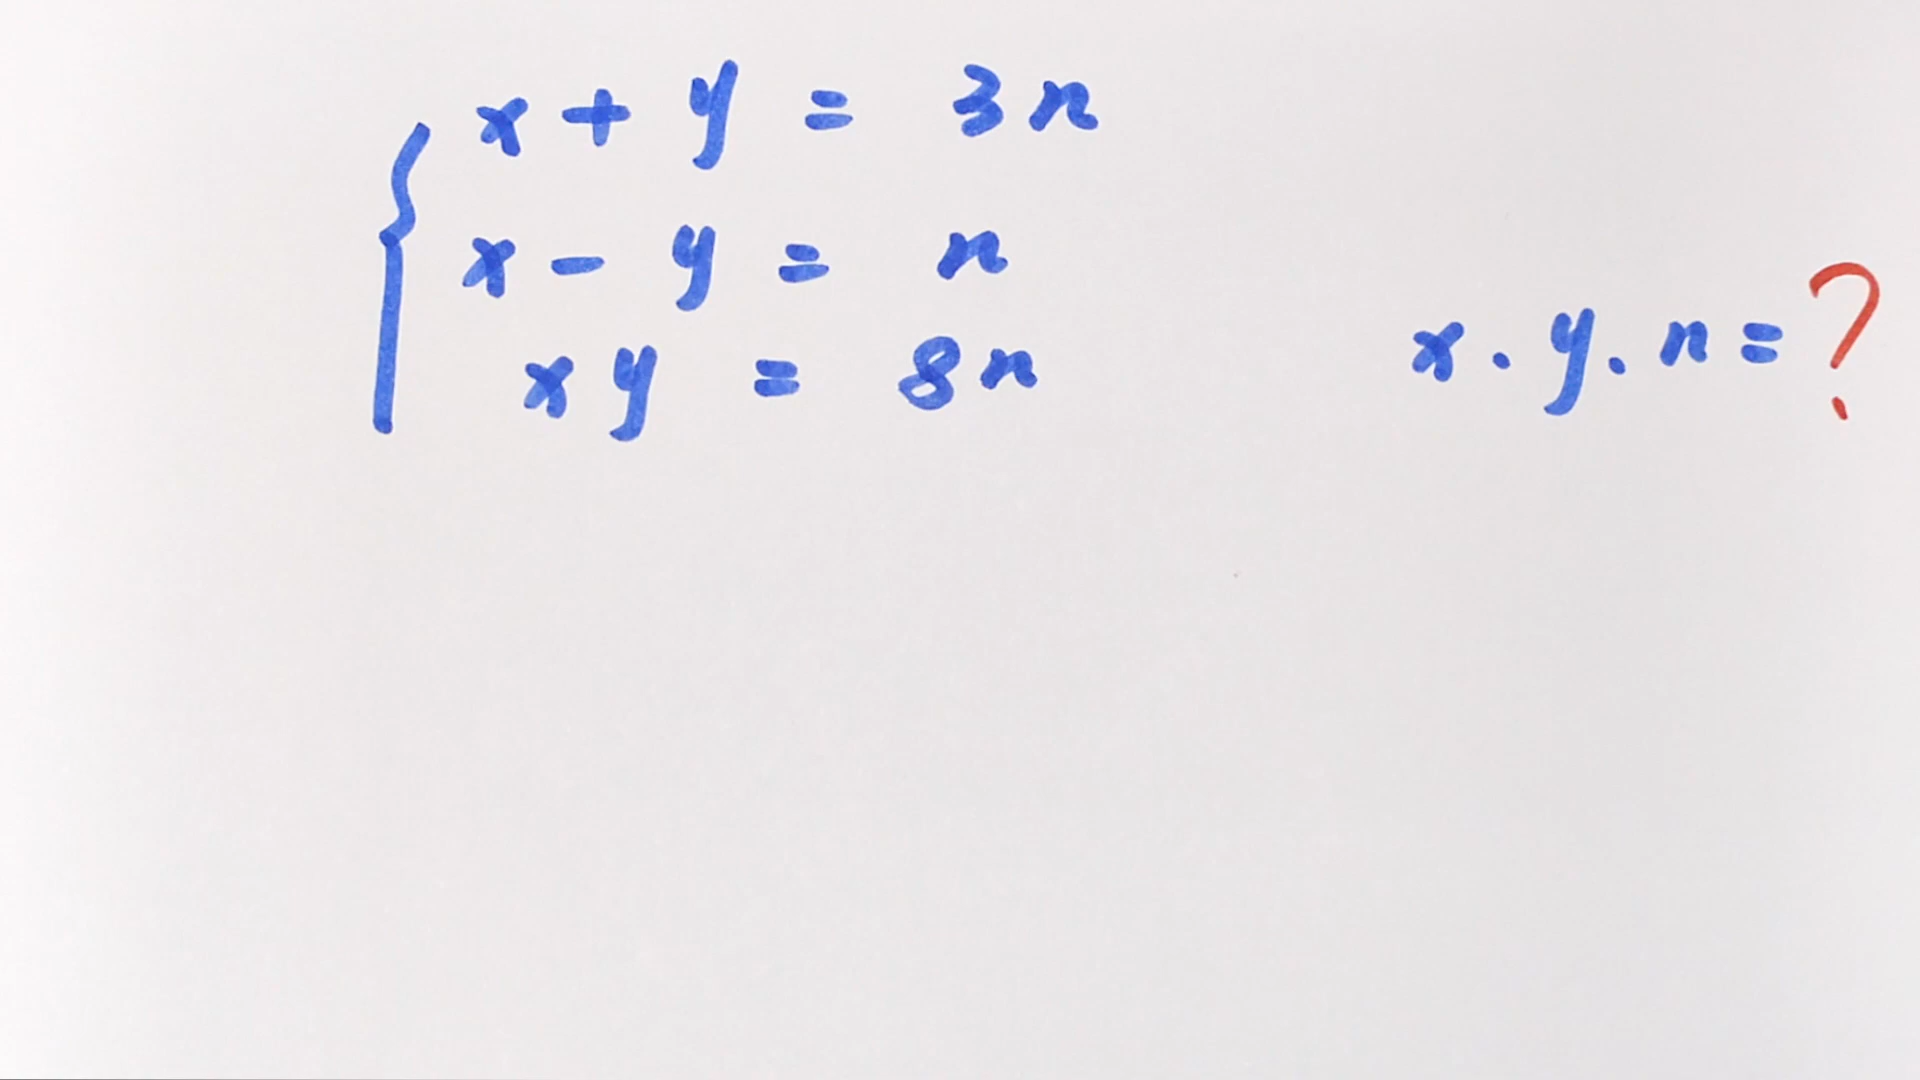 x + y = 3n
x - y = n
xy = 8n
x . y . n = ?